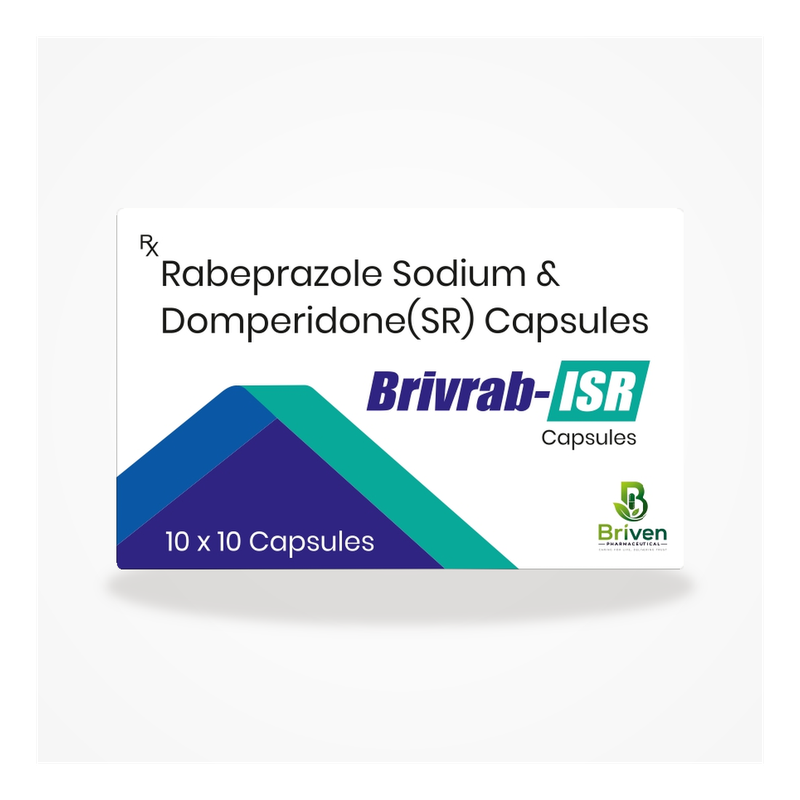 Rx
Rabeprazole Sodium &
Domperidone(SR) Capsules
Brivrab-ISR
Capsules
10 x 10 Capsules
Briven
PHARMACEUTICAL